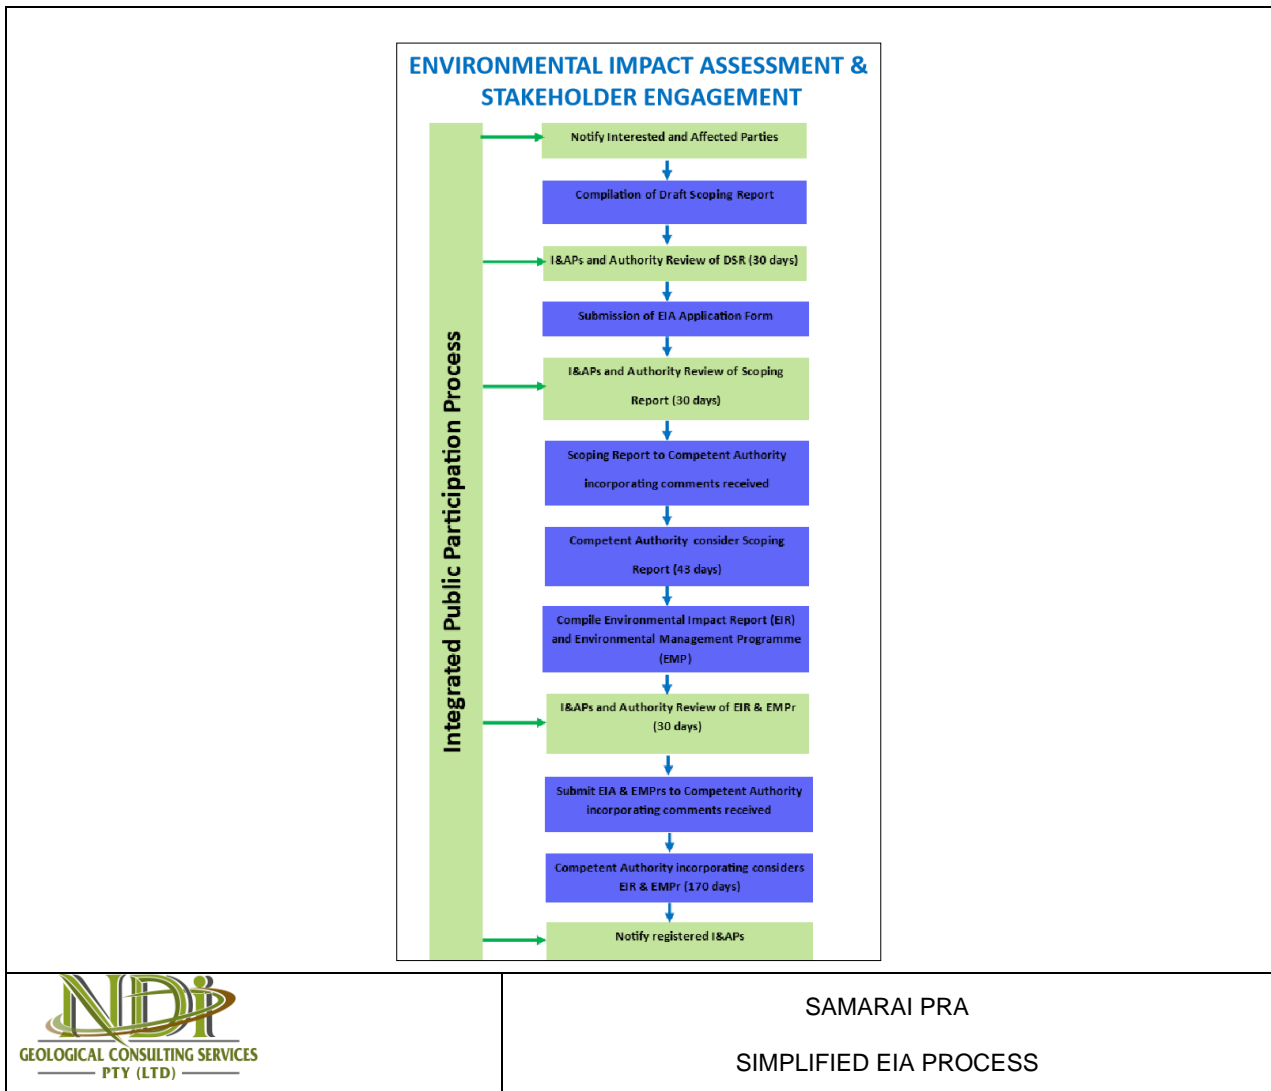 ENVIRONMENTAL IMPACT ASSESSMENT &
STAKEHOLDER ENGAGEMENT
Integrated Public Participation Process
Notify Interested and Affected Parties
Compilation of Draft Scoping Report
I&APs and Authority Review of DSR (30 days)
Submission of EIA Application Form
I&APs and Authority Review of Scoping
Report (30 days)
Scoping Report to Competent Authority
incorporating comments received
Competent Authority consider Scoping
Report (43 days)
Compile Environmental Impact Report (EIR)
and Environmental Management Programme
(EMP)
I&APs and Authority Review of EIR & EMPr
(30 days)
Submit EIA & EMPrs to Competent Authority
incorporating comments received
Competent Authority incorporating considers
EIR & EMPr (170 days)
Notify registered I&APs
NDi
GEOLOGICAL CONSULTING SERVICES
PTY (LTD)
SAMARAI PRA
SIMPLIFIED EIA PROCESS